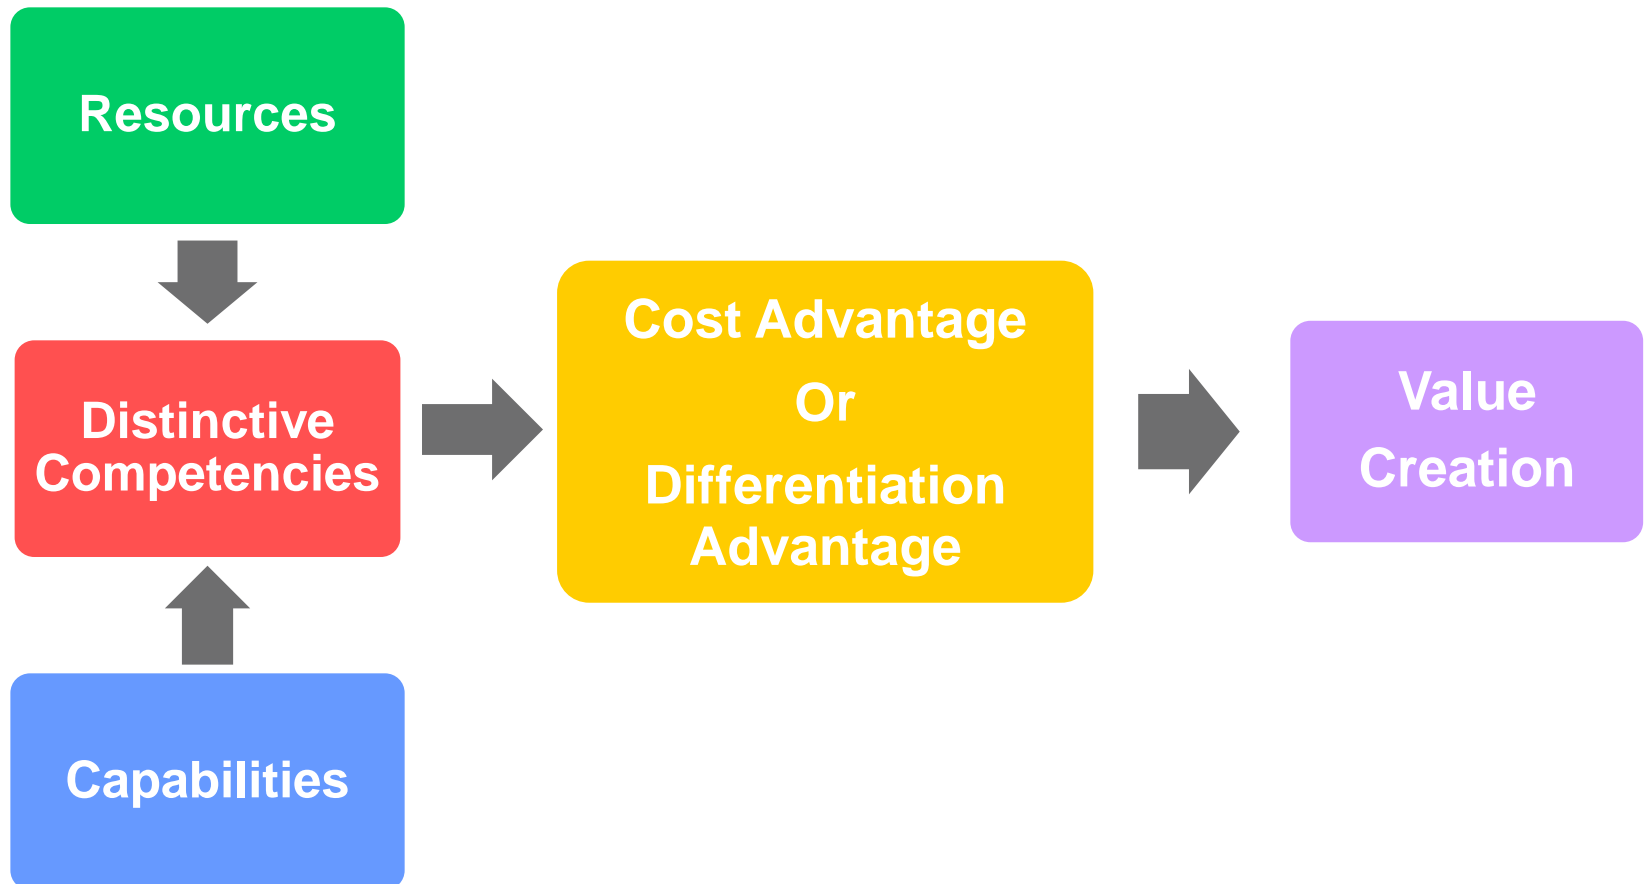 Resources
Distinctive
Competencies
Capabilities
Cost Advantage
Or
Differentiation
Advantage
Value
Creation